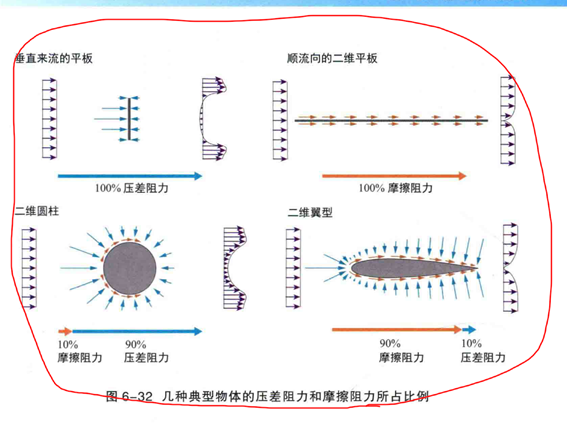 垂直来流的平板
顺流向的二维平板
100% 压差阻力
100% 摩擦阻力
二维圆柱
二维翼型
10%
摩擦阻力
90%
压差阻力
90%
摩擦阻力
10%
压差阻力
图 6-32 几种典型物体的压差阻力和摩擦阻力所占比例